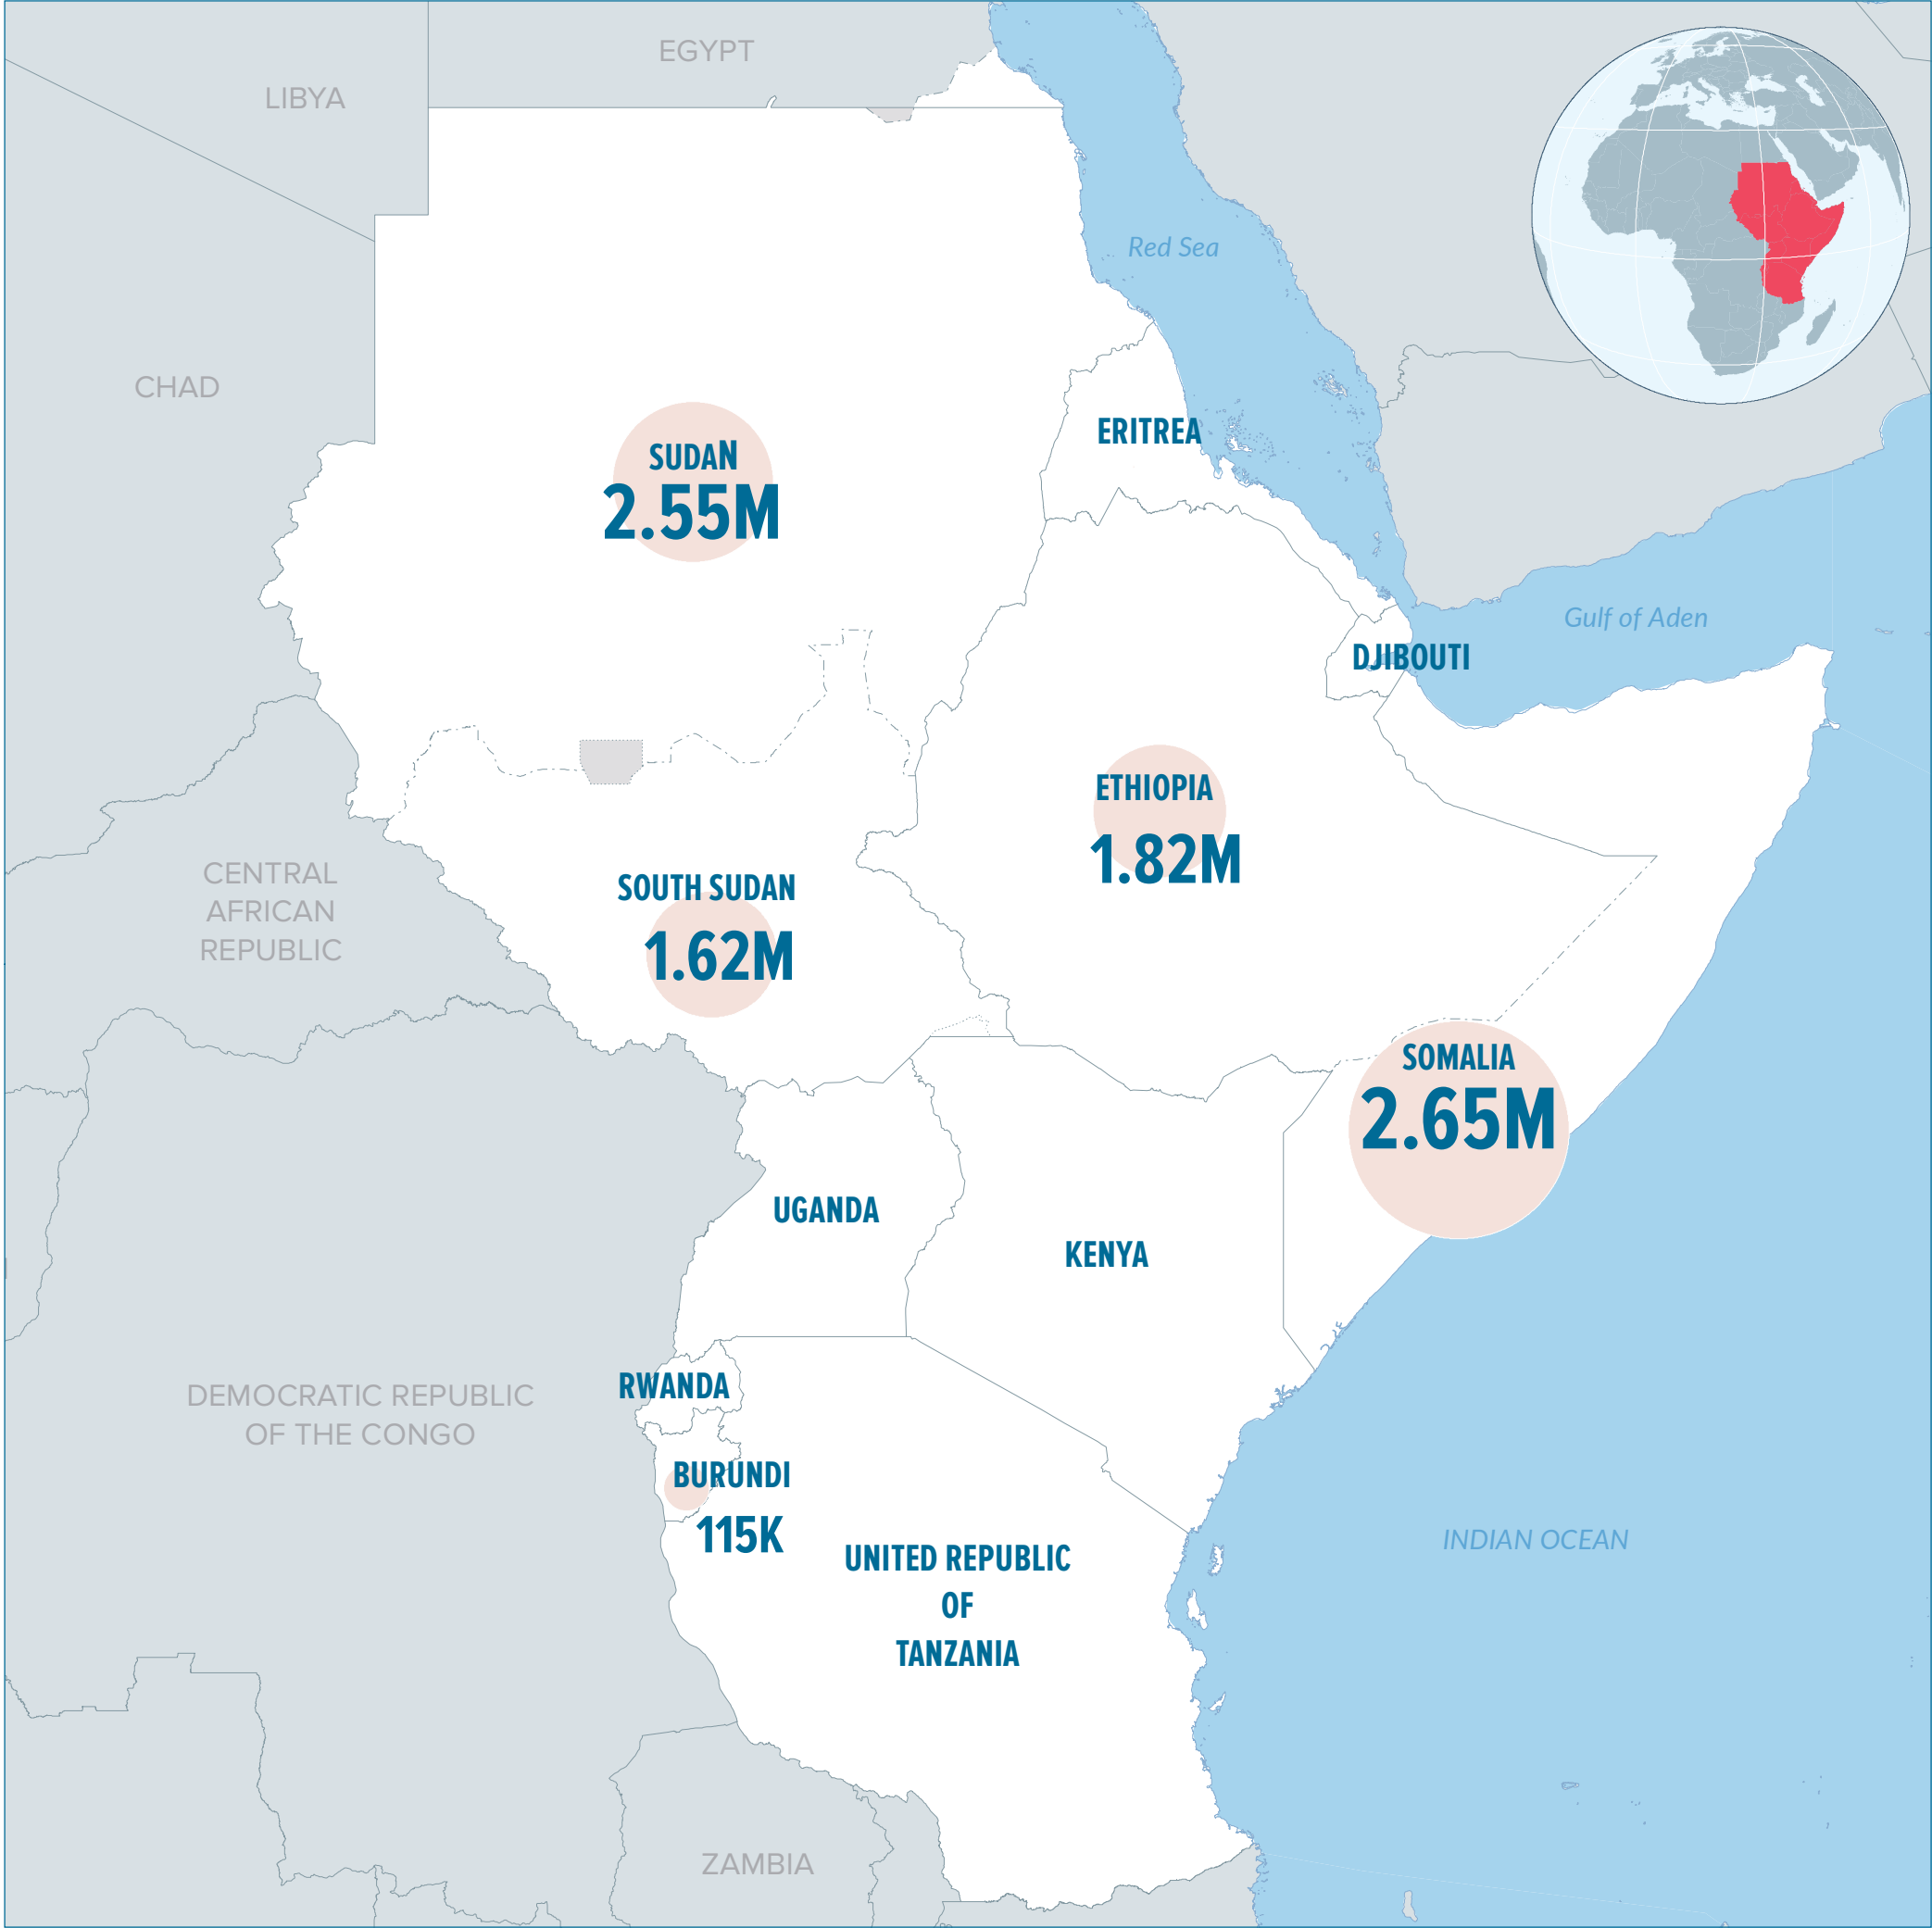 EGYPT
LIBYA
Red Sea
CHAD
ERITREA
SUDAN
2.55M
Gulf of Aden
DJIBOUTI
ETHIOPIA
1.82M
CENTRAL
AFRICAN
REPUBLIC
SOUTH SUDAN
1.62M
SOMALIA
2.65M
UGANDA
KENYA
RWANDA
DEMOCRATIC REPUBLIC
OF THE CONGO
BURUNDI
115K
INDIAN OCEAN
UNITED REPUBLIC
OF
TANZANIA
ZAMBIA